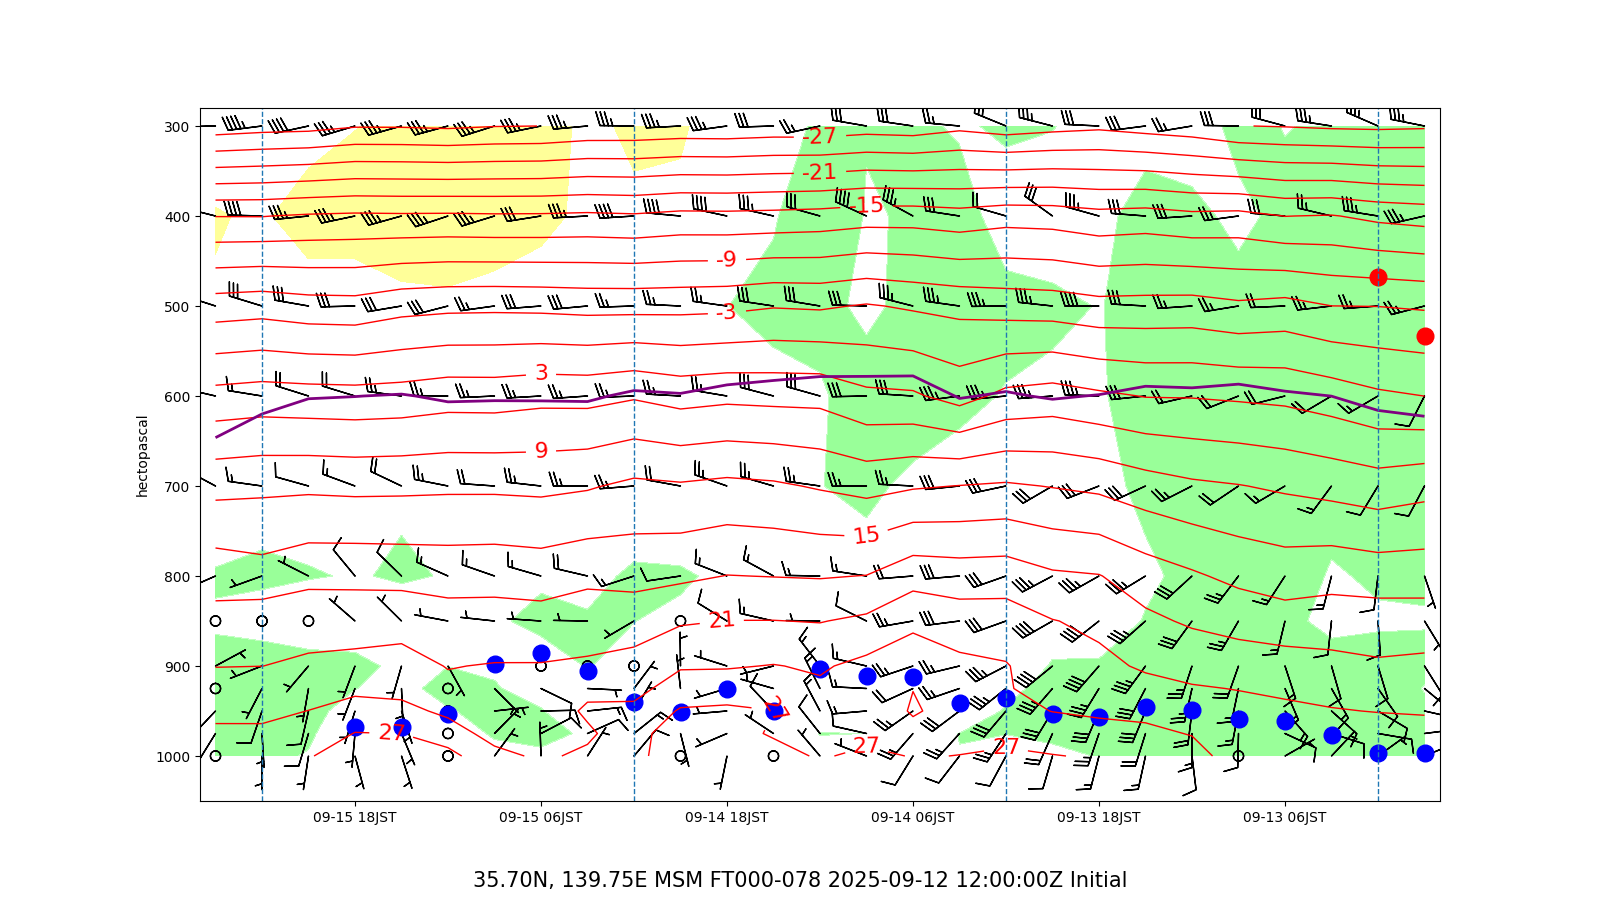 300
400
500
600
700
800
900
1000
hectopascal
-27
-21
-15
-9
-3
3
9
15
21
27
27
27
09-15 18JST
09-15 06JST
09-14 18JST
09-14 06JST
09-13 18JST
09-13 06JST
35.70N, 139.75E MSM FT000-078 2025-09-12 12:00:00Z Initial